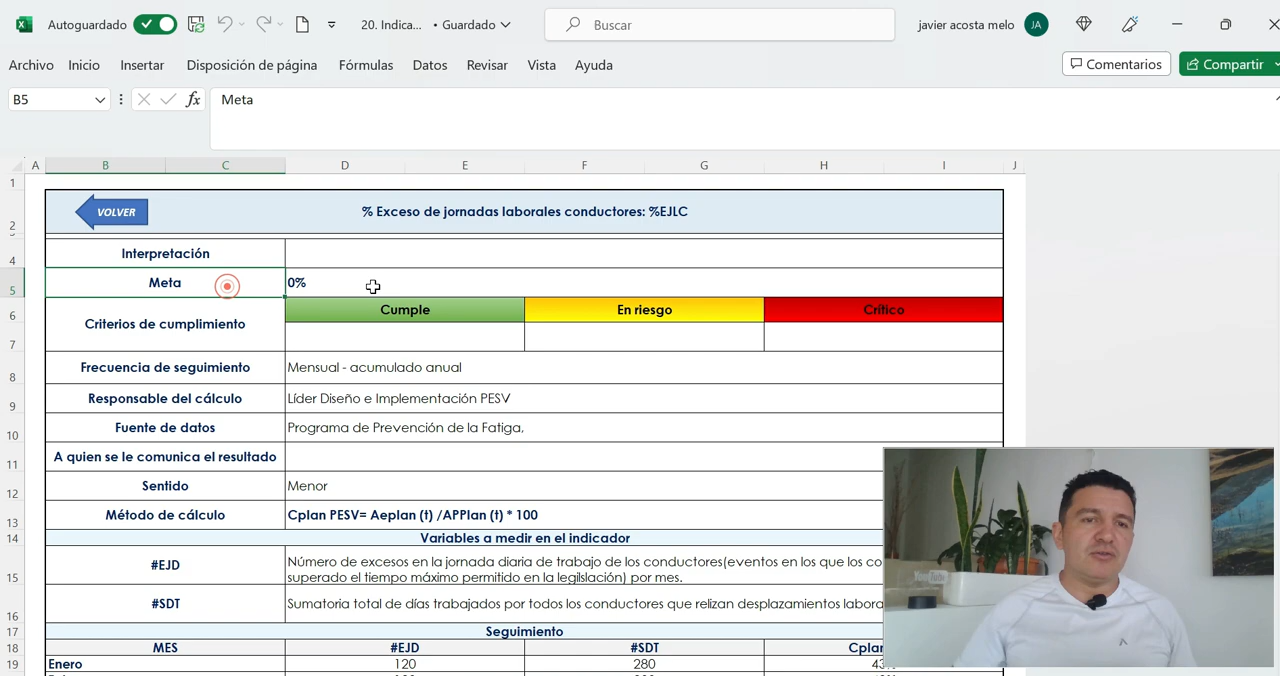 Autoguardado
20. Indica... • Guardado
Buscar
javier acosta melo
JA
Archivo Inicio Insertar Disposición de página Fórmulas Datos Revisar Vista Ayuda
Comentarios
Compartir
B5
fx
Meta
A B C D E F G H I J
1
2
VOLVER
% Exceso de jornadas laborales conductores: %EJLC
4
Interpretación
5
Meta
0%
6
Criterios de cumplimiento
Cumple
En riesgo
Crítico
7
8
Frecuencia de seguimiento
Mensual - acumulado anual
9
Responsable del cálculo
Líder Diseño e Implementación PESV
10
Fuente de datos
Programa de Prevención de la Fatiga,
11
A quien se le comunica el resultado
12
Sentido
Menor
13
Método de cálculo
Cplan PESV= Aeplan (t) /APPlan (t) * 100
14
Variables a medir en el indicador
15
#EJD
Número de excesos en la jornada diaria de trabajo de los conductores(eventos en los que los co
superado el tiempo máximo permitido en la legislación) por mes.
16
#SDT
Sumatoria total de días trabajados por todos los conductores que relizan desplazamientos labora
17
Seguimiento
18
MES
#EJD
#SDT
Cplan
19
Enero
120
280